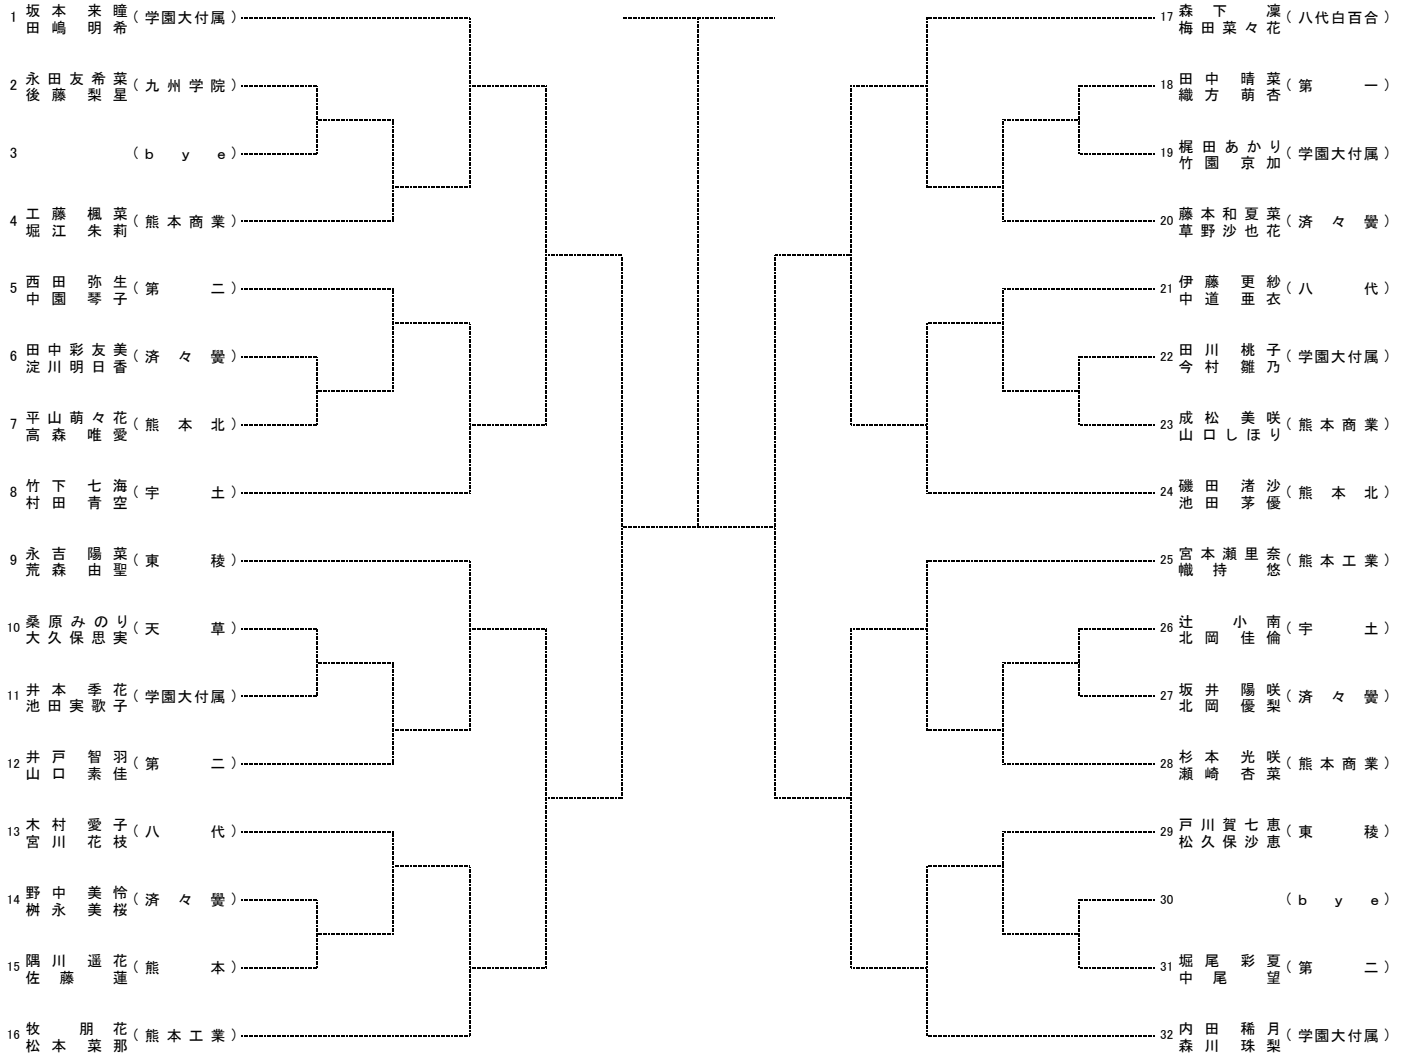 1 坂本 来瞳 (学園大付属)
田嶋 明希
2 永田友希菜 (九州学院)
後藤 梨星
3 (bye)
4 工藤 楓菜 (熊本商業)
堀江 朱莉
5 西田 弥生 (第二)
中園 琴子
6 田中彩友美 (済々黌)
淀川明日香
7 平山萌々花 (熊本北)
高森 唯愛
8 竹下 七海 (宇土)
村田 青空
9 永吉 陽菜 (東稜)
荒森 由聖
10 桑原みのり (天草)
大久保思実
11 井本 季花 (学園大付属)
池田実歌子
12 井戸 智羽 (第二)
山口 素佳
13 木村 愛子 (八代)
宮川 花枝
14 野中 美怜 (済々黌)
桝永 美桜
15 隅川 遥花 (熊本)
佐藤 蓮
16 牧 朋花 (熊本工業)
松本 菜那
17 森下 凜 (八代白百合)
梅田菜々花
18 田中 晴菜 (第一)
織方 萌杏
19 梶田あかり (学園大付属)
竹園 京加
20 藤本和夏菜 (済々黌)
草野沙也花
21 伊藤 更紗 (八代)
中道 亜衣
22 田川 桃子 (学園大付属)
今村 雛乃
23 成松 美咲 (熊本商業)
山口しほり
24 磯田 渚沙 (熊本北)
池田 茅優
25 宮本瀬里奈 (熊本工業)
幟持 悠
26 辻 小南 (宇土)
北岡 佳倫
27 坂井 陽咲 (済々黌)
北岡 優梨
28 杉本 光咲 (熊本商業)
瀬崎 杏菜
29 戸川賀七恵 (東稜)
松久保沙恵
30 (bye)
31 堀尾 彩夏 (第二)
中尾 望
32 内田 稀月 (学園大付属)
森川 珠梨